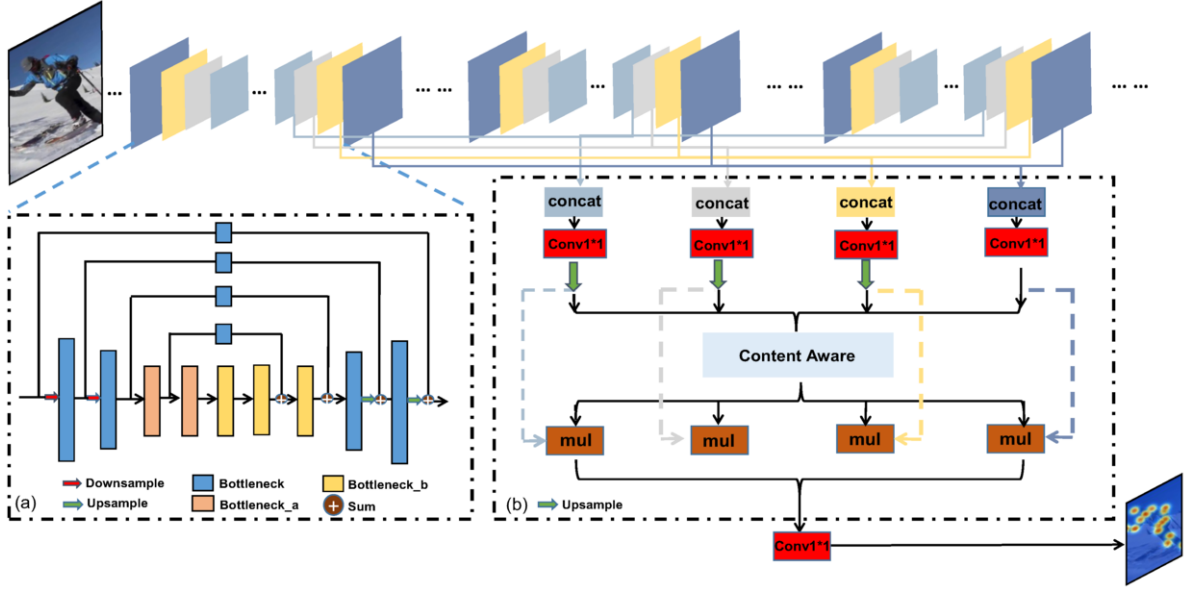 ... ... ... ... ... ... ... ... ...
concat concat concat concat
Conv1*1 Conv1*1 Conv1*1 Conv1*1
Content Aware
mul mul mul mul
Downsample Bottleneck Bottleneck_b
(a) Upsample Bottleneck_a Sum
(b) Upsample
Conv1*1